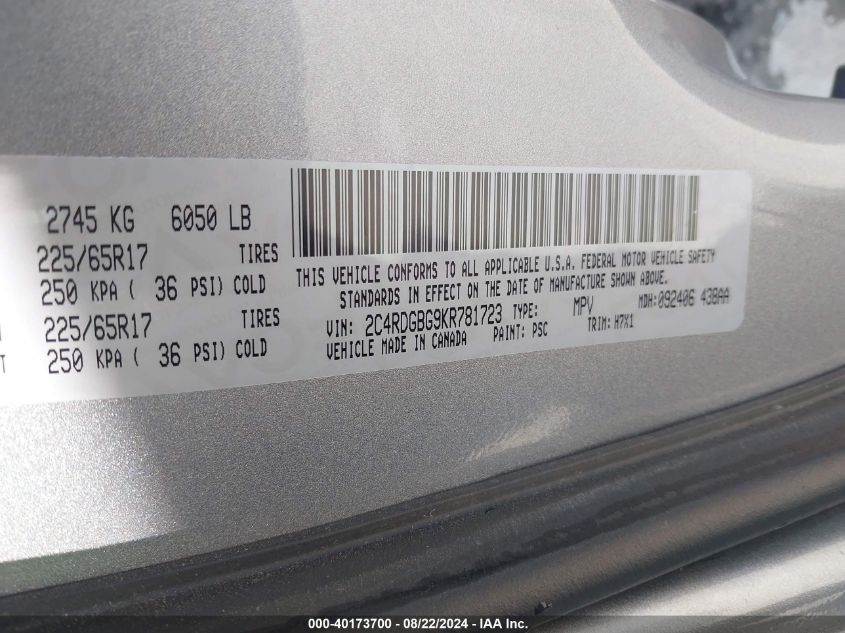 2745 KG 6050 LB
225/65R17 TIRES
250 KPA ( 36 PSI) COLD
225/65R17 TIRES
250 KPA ( 36 PSI) COLD
THIS VEHICLE CONFORMS TO ALL APPLICABLE U.S.A. FEDERAL MOTOR VEHICLE SAFETY
STANDARDS IN EFFECT ON THE DATE OF MANUFACTURE SHOWN ABOVE.
VIN: 2C4RDGBG9KR781723 TYPE: MPV MDH: 092406 438AA
VEHICLE MADE IN CANADA PAINT: PSC TRIM: H7X1
000-40173700 - 08/22/2024 - IAA Inc.